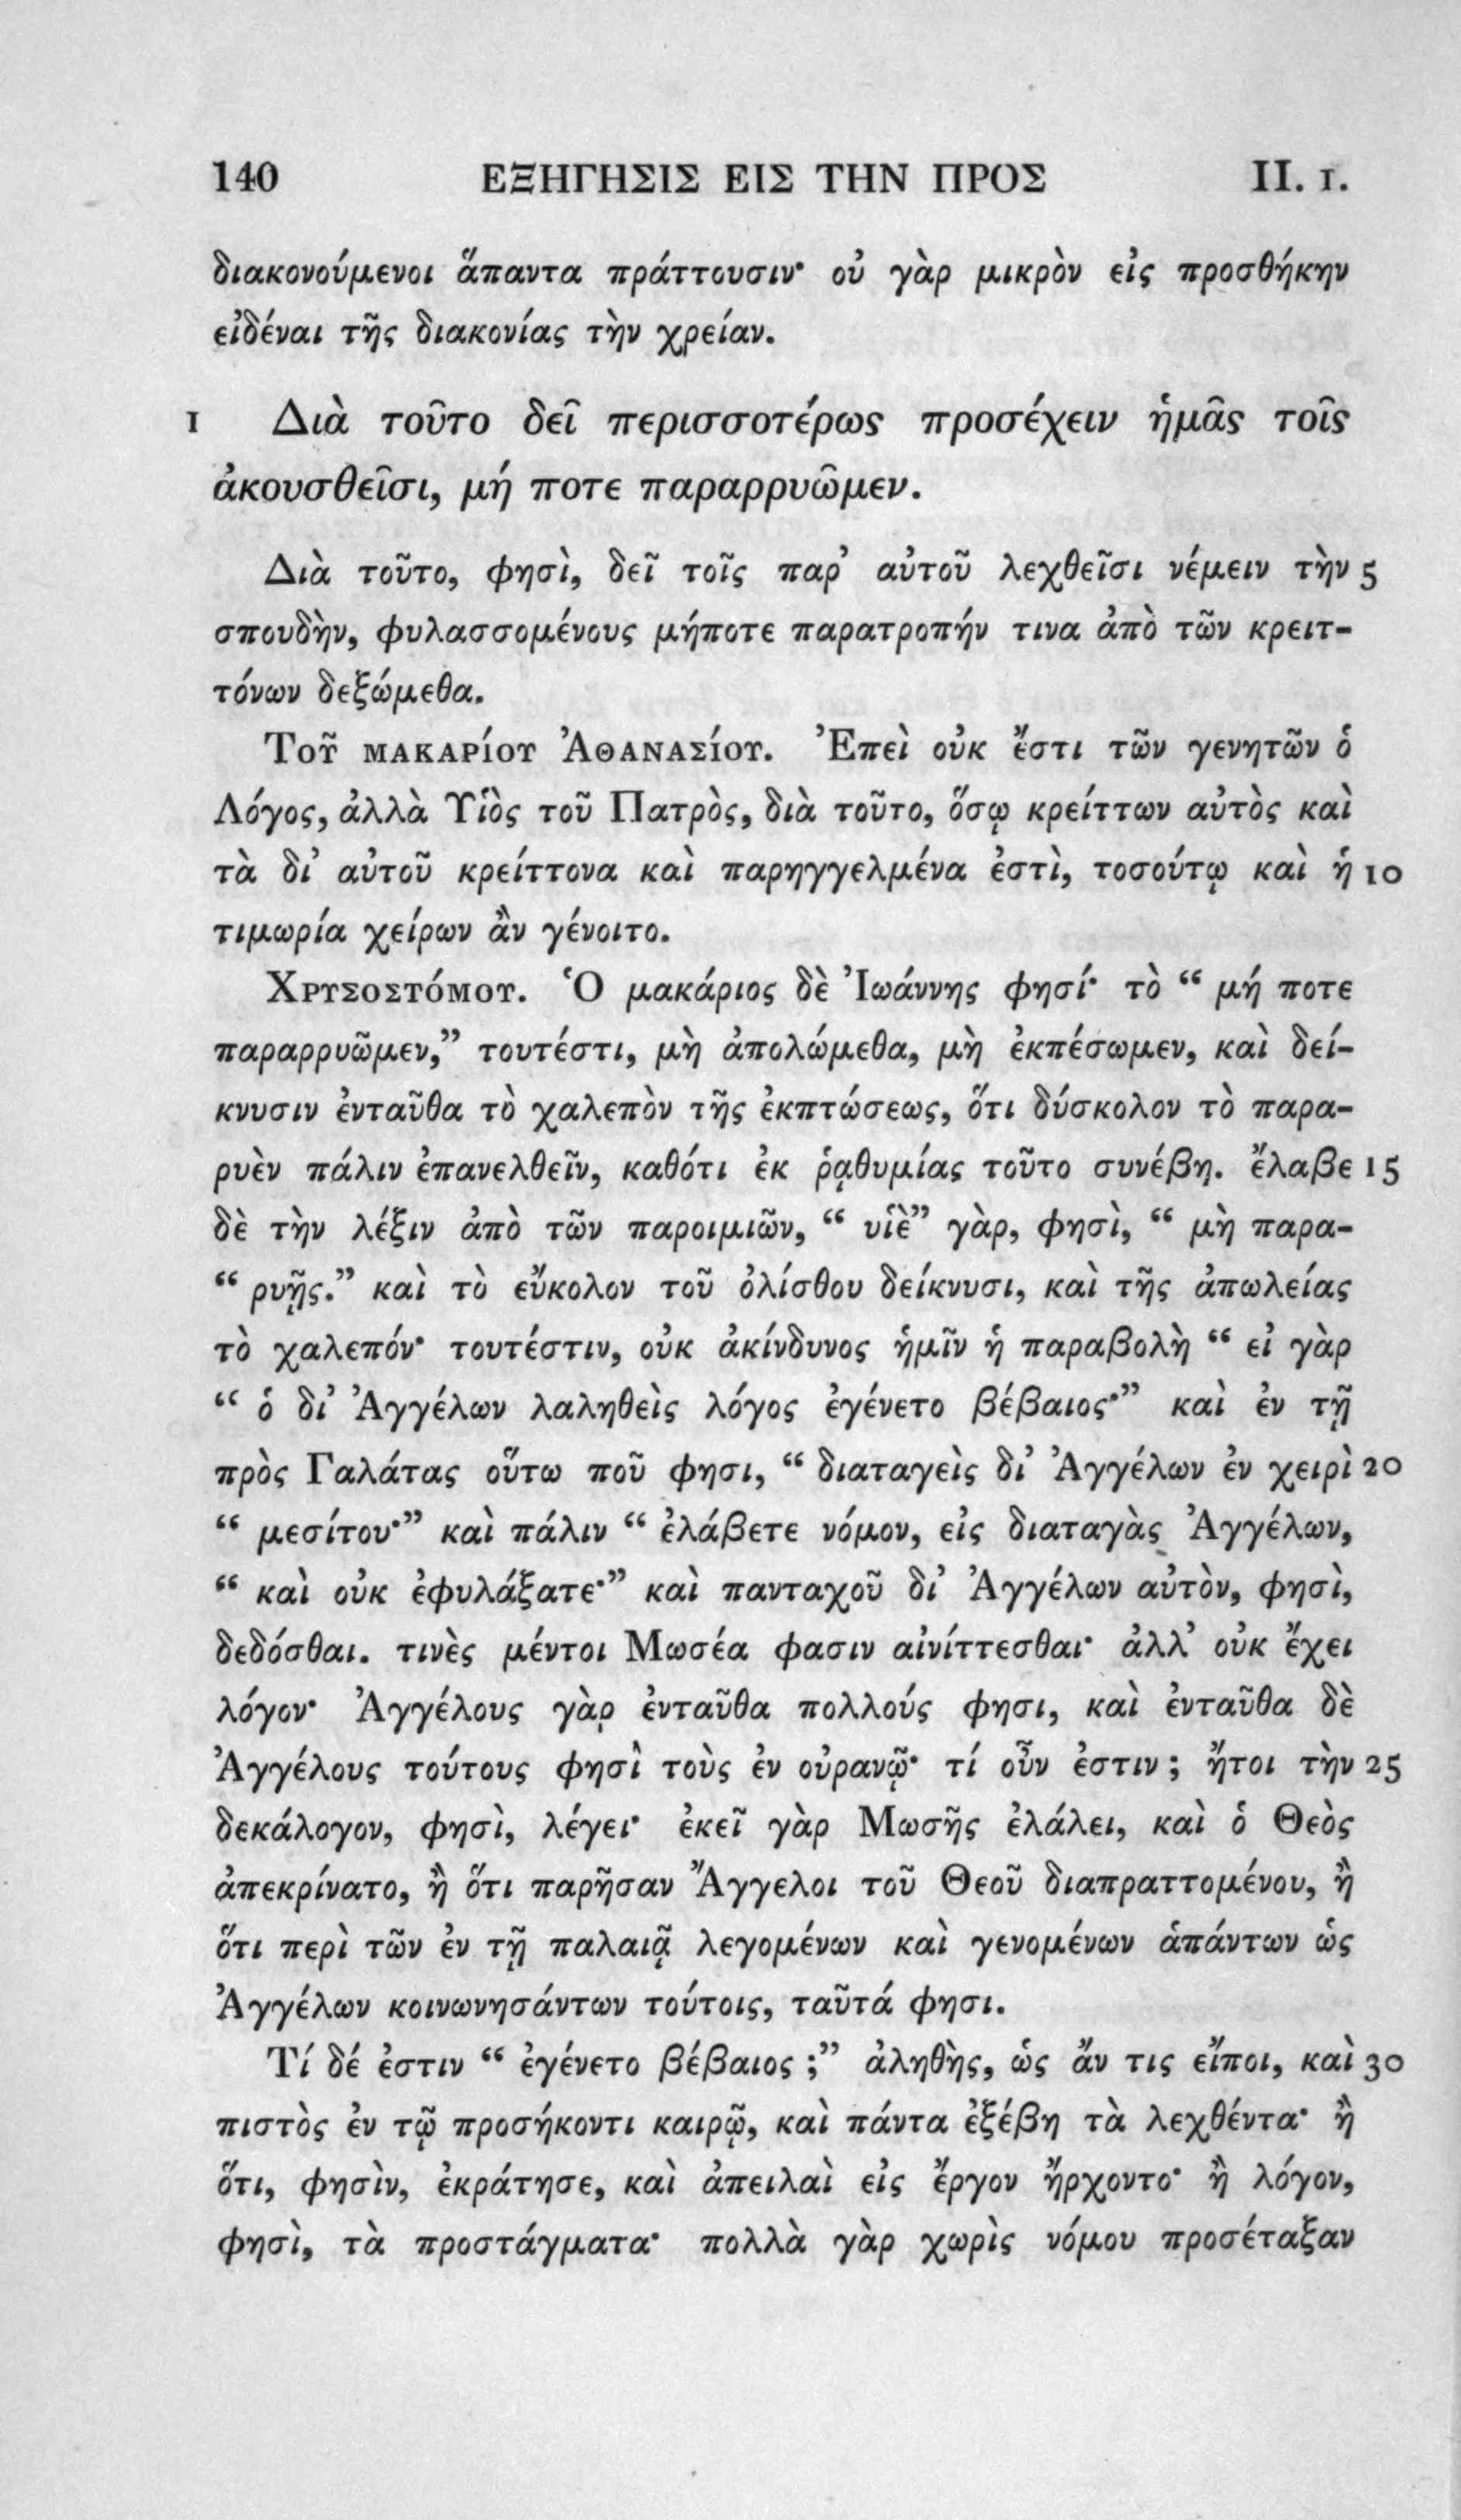 140 ΕΞΗΓΗΣΙΣ ΕΙΣ ΤΗΝ ΠΡΟΣ II. 1.
διακονούμενοι ἅπαντα πράττουσιν· οὐ γὰρ μικρὸν εἰς προσθήκην
εἰδέναι τῆς διακονίας τὴν χρείαν.
1 Διὰ τοῦτο δεῖ περισσοτέρως προσέχειν ἡμᾶς τοῖς
ἀκουσθεῖσι, μή ποτε παραρρυῶμεν.
Διὰ τοῦτο, φησὶ, δεῖ τοῖς παρ’ αὐτοῦ λεχθεῖσι νέμειν τὴν 5
σπουδὴν, φυλασσομένους μήποτε παρατροπήν τινα ἀπὸ τῶν κρειτ-
τόνων δεξώμεθα.
Τοῦ μακαρίου Ἀθανασίου. Ἐπεὶ οὐκ ἔστι τῶν γενητῶν ὁ
Λόγος, ἀλλὰ Υἱὸς τοῦ Πατρὸς, διὰ τοῦτο, ὅσῳ κρείττων αὐτὸς καὶ
τὰ δι’ αὐτοῦ κρείττονα καὶ παρηγγελμένα ἐστὶ, τοσούτῳ καὶ ἡ 10
τιμωρία χείρων ἂν γένοιτο.
Χρυσοστόμου. Ὁ μακάριος δὲ Ἰωάννης φησί· τὸ “ μή ποτε
παραρρυῶμεν,” τουτέστι, μὴ ἀπολώμεθα, μὴ ἐκπέσωμεν, καὶ δεί-
κνυσιν ἐνταῦθα τὸ χαλεπὸν τῆς ἐκπτώσεως, ὅτι δύσκολον τὸ παρα-
ρυὲν πάλιν ἐπανελθεῖν, καθότι ἐκ ῥᾳθυμίας τοῦτο συνέβη. ἔλαβε 15
δὲ τὴν λέξιν ἀπὸ τῶν παροιμιῶν, “ υἱὲ” γὰρ, φησὶ, “ μὴ παρα-
“ ρυῇς.” καὶ τὸ εὔκολον τοῦ ὀλίσθου δείκνυσι, καὶ τῆς ἀπωλείας
τὸ χαλεπόν· τουτέστιν, οὐκ ἀκίνδυνος ἡμῖν ἡ παραβολὴ “ εἰ γὰρ
“ ὁ δι’ Ἀγγέλων λαληθεὶς λόγος ἐγένετο βέβαιος·” καὶ ἐν τῇ
πρὸς Γαλάτας οὕτω ποῦ φησι, “ διαταγεὶς δι’ Ἀγγέλων ἐν χειρὶ 20
“ μεσίτου·” καὶ πάλιν “ ἐλάβετε νόμον, εἰς διαταγὰς Ἀγγέλων,
“ καὶ οὐκ ἐφυλάξατε·” καὶ πανταχοῦ δι’ Ἀγγέλων αὐτὸν, φησὶ,
δεδόσθαι. τινὲς μέντοι Μωσέα φασιν αἰνίττεσθαι· ἀλλ’ οὐκ ἔχει
λόγον· Ἀγγέλους γὰρ ἐνταῦθα πολλούς φησι, καὶ ἐνταῦθα δὲ
Ἀγγέλους τούτους φησὶ τοὺς ἐν οὐρανῷ· τί οὖν ἐστιν ; ἤτοι τὴν 25
δεκάλογον, φησὶ, λέγει· ἐκεῖ γὰρ Μωσῆς ἐλάλει, καὶ ὁ Θεὸς
ἀπεκρίνατο, ἢ ὅτι παρῆσαν Ἄγγελοι τοῦ Θεοῦ διαπραττομένου, ἢ
ὅτι περὶ τῶν ἐν τῇ παλαιᾷ λεγομένων καὶ γενομένων ἁπάντων ὡς
Ἀγγέλων κοινωνησάντων τούτοις, ταῦτά φησι.
Τί δέ ἐστιν “ ἐγένετο βέβαιος ;” ἀληθὴς, ὡς ἄν τις εἴποι, καὶ 30
πιστὸς ἐν τῷ προσήκοντι καιρῷ, καὶ πάντα ἐξέβη τὰ λεχθέντα· ἢ
ὅτι, φησὶν, ἐκράτησε, καὶ ἀπειλαὶ εἰς ἔργον ἤρχοντο· ἢ λόγον,
φησὶ, τὰ προστάγματα· πολλὰ γὰρ χωρὶς νόμου προσέταξαν